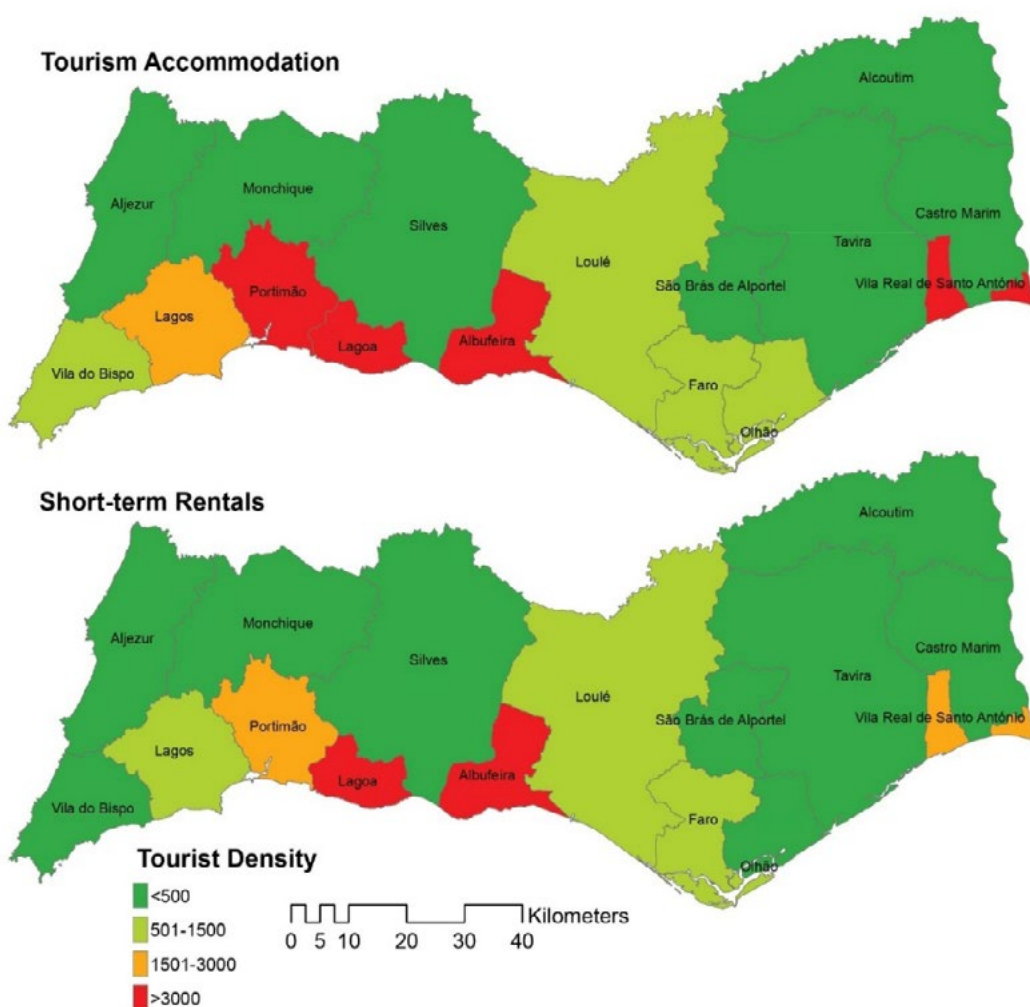 Tourism Accommodation
Alcoutim
Monchique
Aljezur
Castro Marim
Silves
Tavira
Loulé
São Brás de Alportel
Vila Real de Santo António
Portimão
Lagos
Lagoa
Albufeira
Vila do Bispo
Faro
Olhão
Short-term Rentals
Alcoutim
Monchique
Aljezur
Castro Marim
Silves
Tavira
Loulé
São Brás de Alportel
Vila Real de Santo António
Portimão
Lagos
Lagoa
Albufeira
Vila do Bispo
Faro
Olhão
Tourist Density
<500
501-1500
1501-3000
>3000
Kilometers
0 5 10 20 30 40